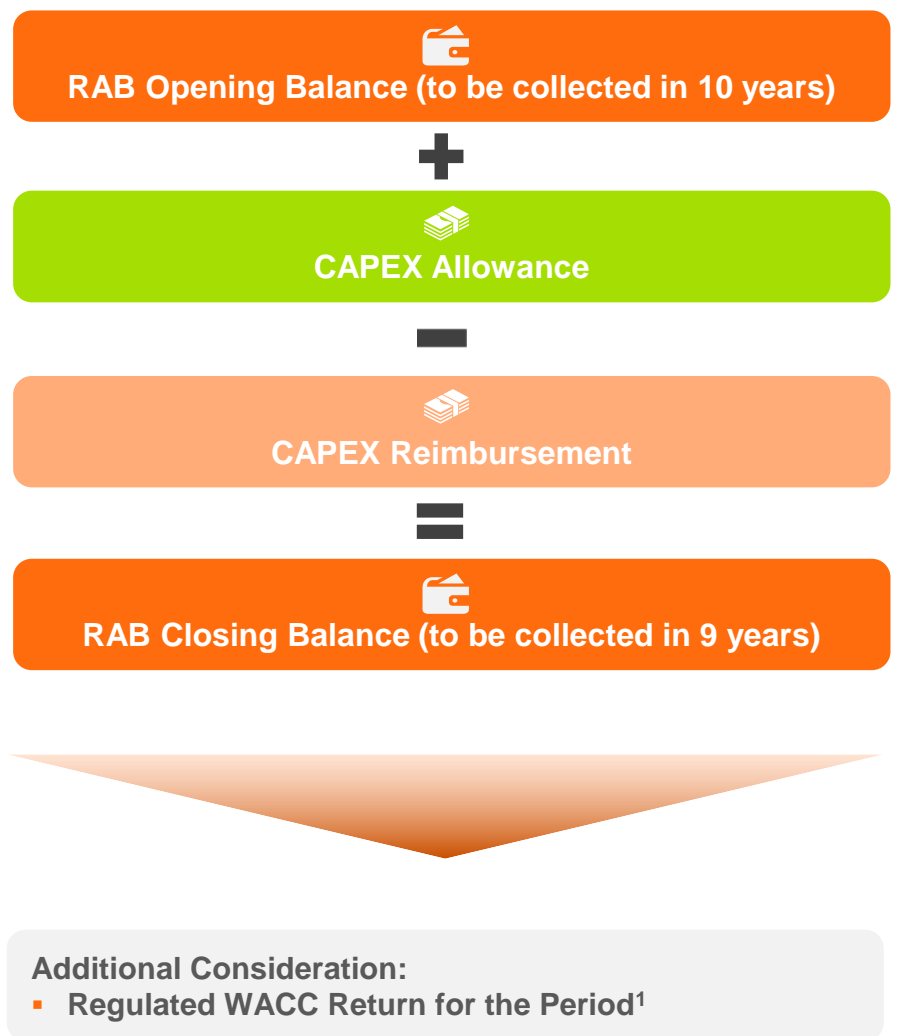 RAB Opening Balance (to be collected in 10 years)
CAPEX Allowance
CAPEX Reimbursement
RAB Closing Balance (to be collected in 9 years)
Additional Consideration:
▪ Regulated WACC Return for the Period¹